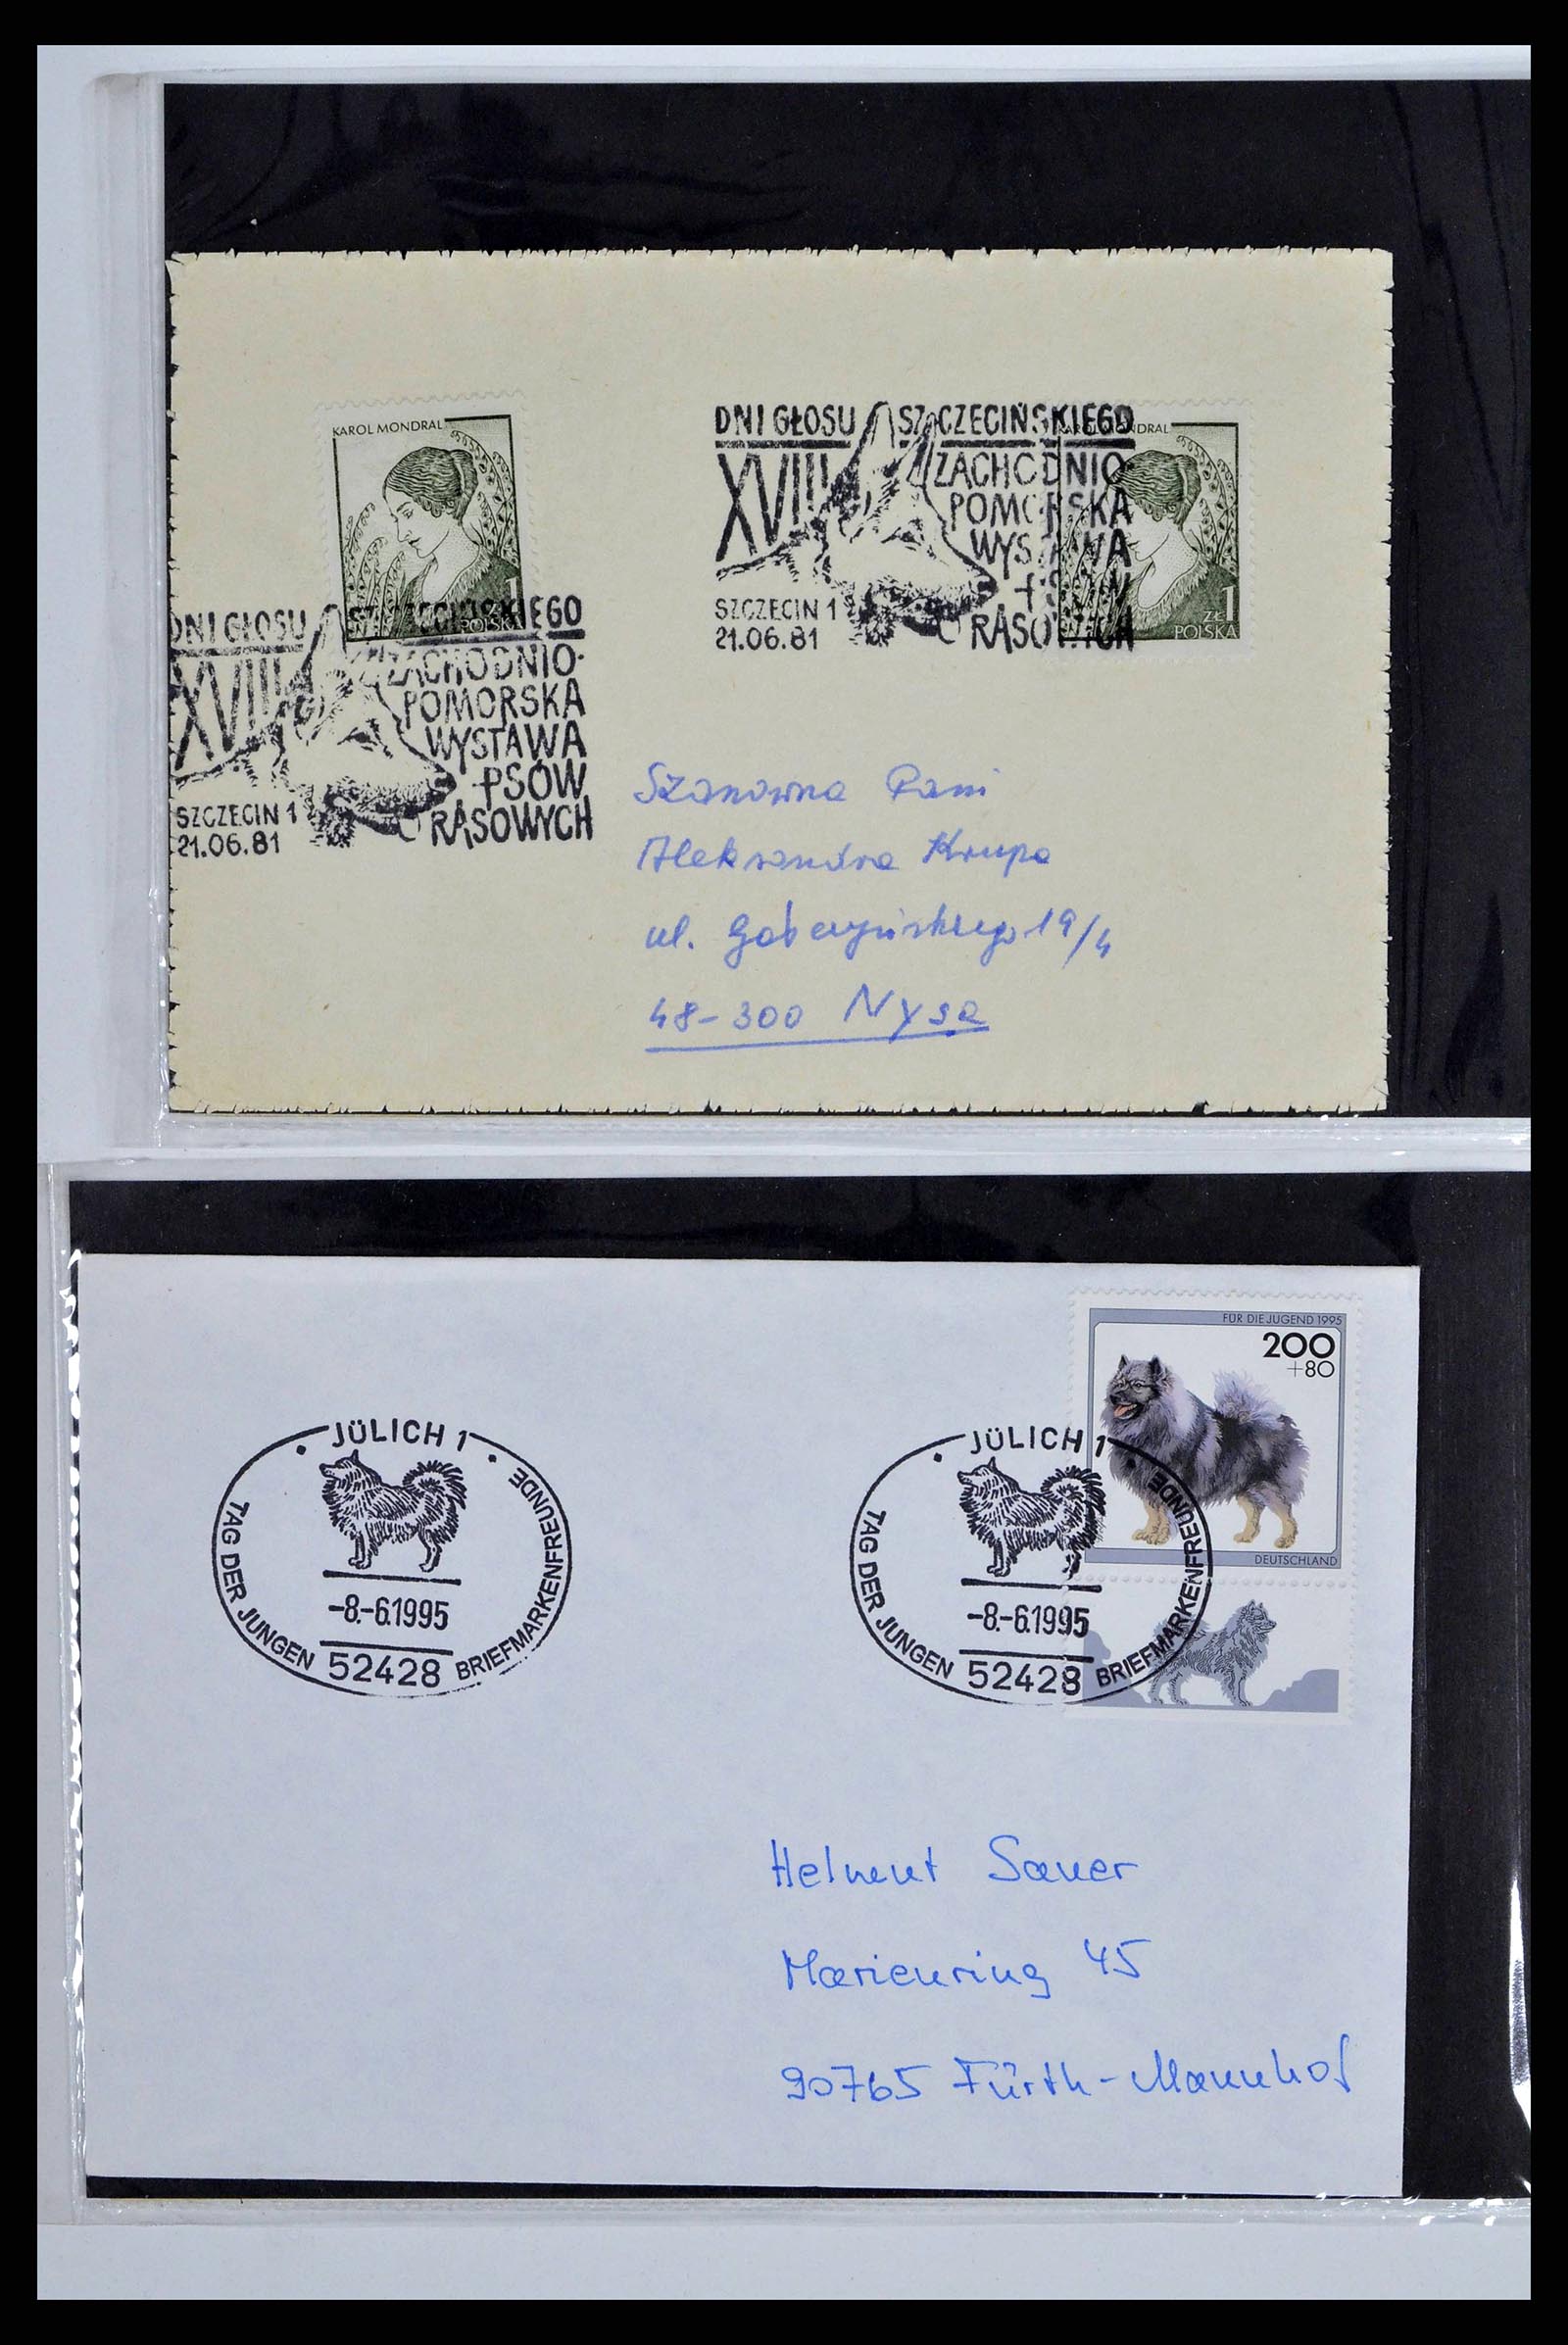 KAROL MONDRAL
1
POLSKA
DNI GŁOSU SZCZECIŃSKIEGO
XVIII
ZACHODNIO-
POMORSKA
WYSTAWA
PSÓW
RASOWYCH
SZCZECIN 1
21.06.81
DNI GŁOSU SZCZECIŃSKIEGO
XVIII
ZACHODNIO-
POMORSKA
WYSTAWA
PSÓW
RASOWYCH
SZCZECIN 1
21.06.81
KAROL MONDRAL
ZŁ 1
POLSKA
Szanowna Pani
Aleksandra Krupa
ul. 19/4
48-300 Nysa
FÜR DIE JUGEND 1995
200
+80
DEUTSCHLAND
JÜLICH 1
TAG DER JUNGEN BRIEFMARKENFREUNDE
-8.-6.1995
52428
JÜLICH 1
TAG DER JUNGEN BRIEFMARKENFREUNDE
-8.-6.1995
52428
Helmut Sauer
Marienring 45
90765 Fürth-Mannhof